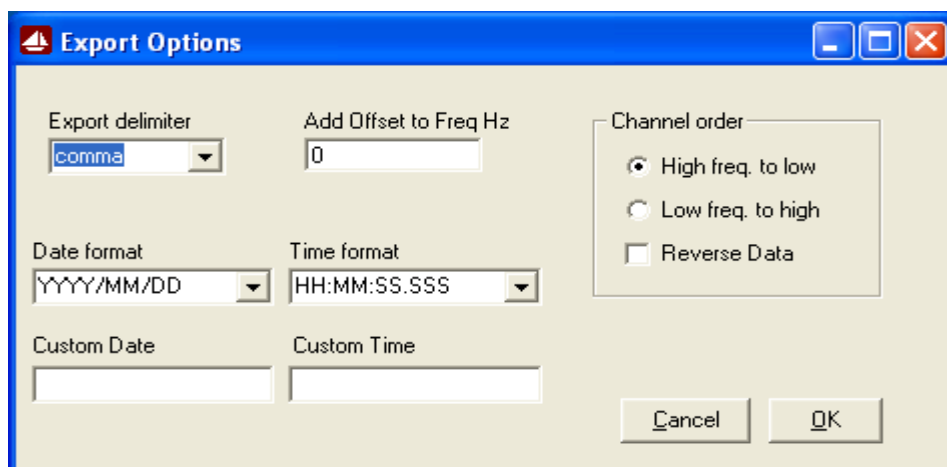 Export Options
Export delimiter
comma
Add Offset to Freq Hz
0
Channel order
High freq. to low
Low freq. to high
Reverse Data
Date format
YYYY/MM/DD
Time format
HH:MM:SS.SSS
Custom Date
Custom Time
Cancel
OK